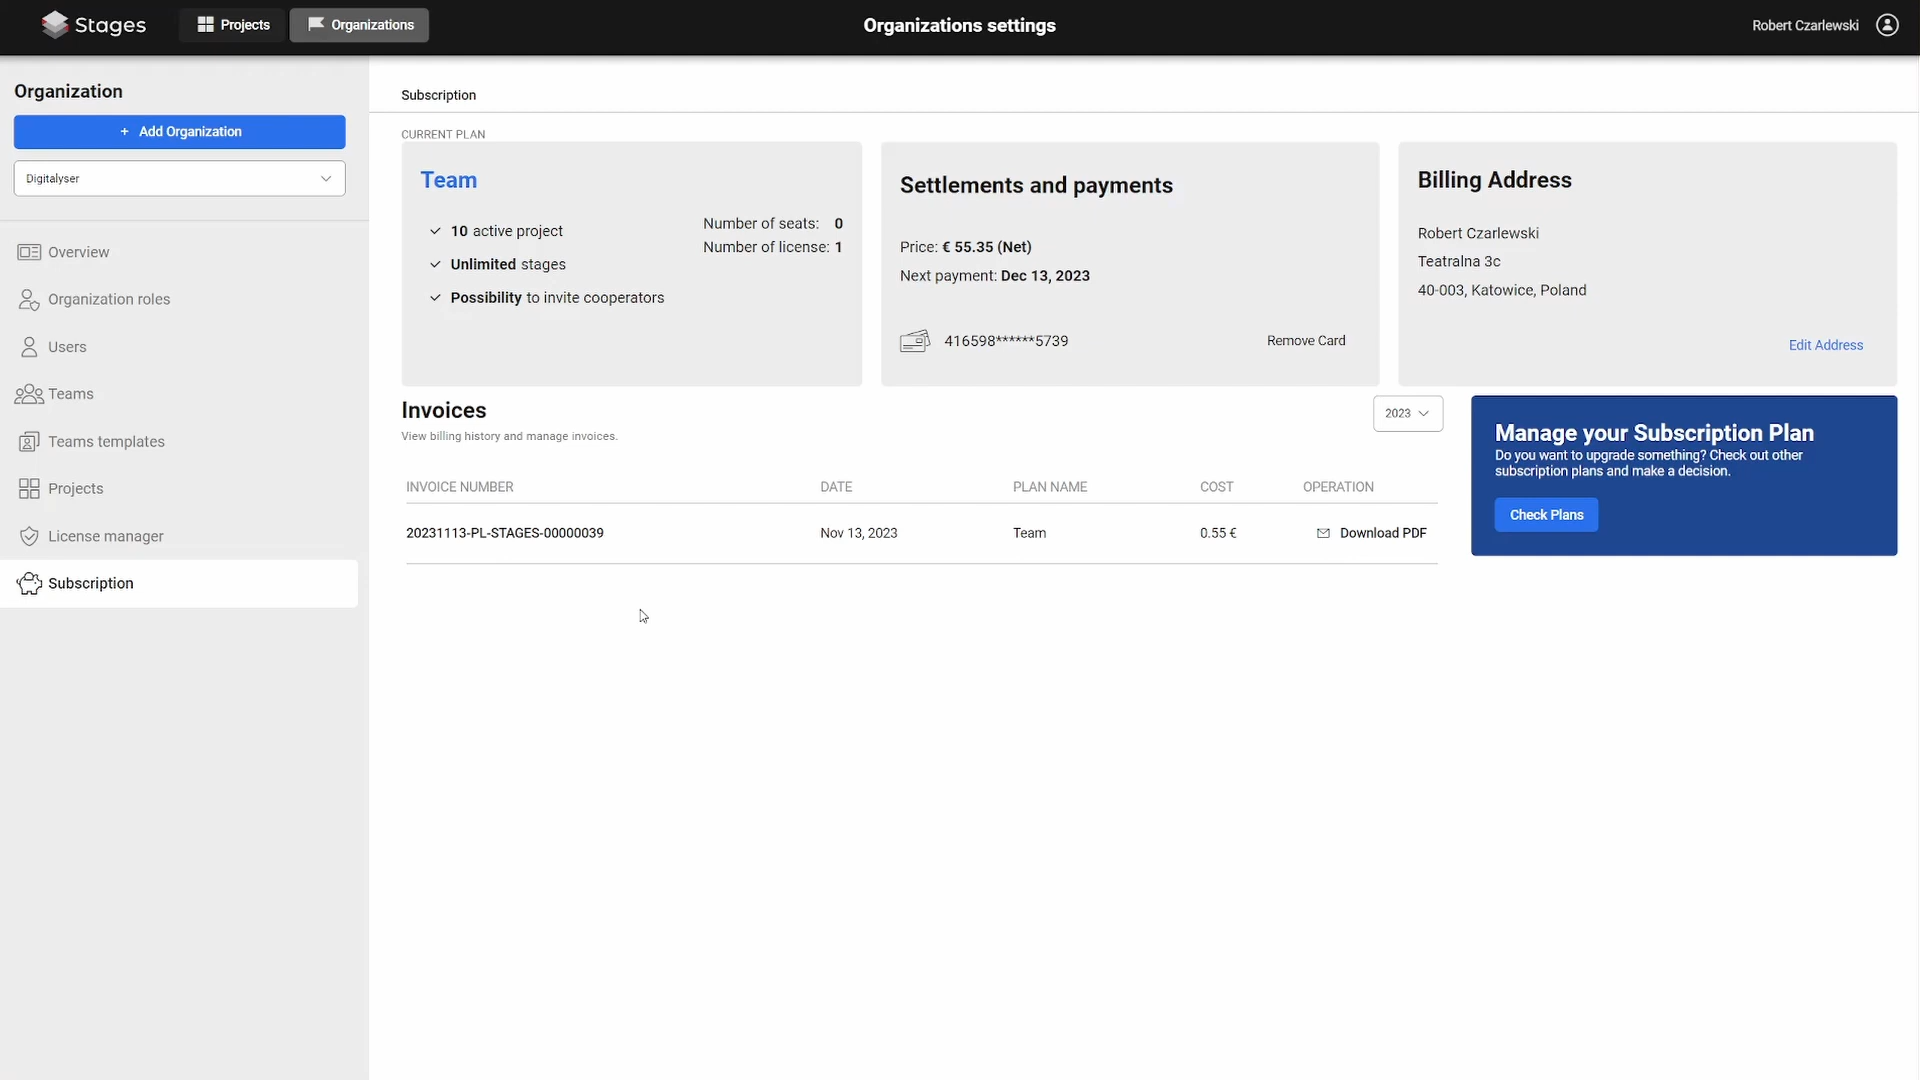 Stages
Projects
Organizations
Organizations settings
Robert Czarlewski
Organization
+ Add Organization
Digitalyser
Overview
Organization roles
Users
Teams
Teams templates
Projects
License manager
Subscription
Subscription
CURRENT PLAN
Team
10 active project
Unlimited stages
Possibility to invite cooperators
Number of seats: 0
Number of license: 1
Settlements and payments
Price: € 55.35 (Net)
Next payment: Dec 13, 2023
416598******5739
Remove Card
Billing Address
Robert Czarlewski
Teatralna 3c
40-003, Katowice, Poland
Edit Address
Invoices
View billing history and manage invoices.
2023
INVOICE NUMBER DATE PLAN NAME COST OPERATION
20231113-PL-STAGES-00000039 Nov 13, 2023 Team 0.55 € Download PDF
Manage your Subscription Plan
Do you want to upgrade something? Check out other
subscription plans and make a decision.
Check Plans